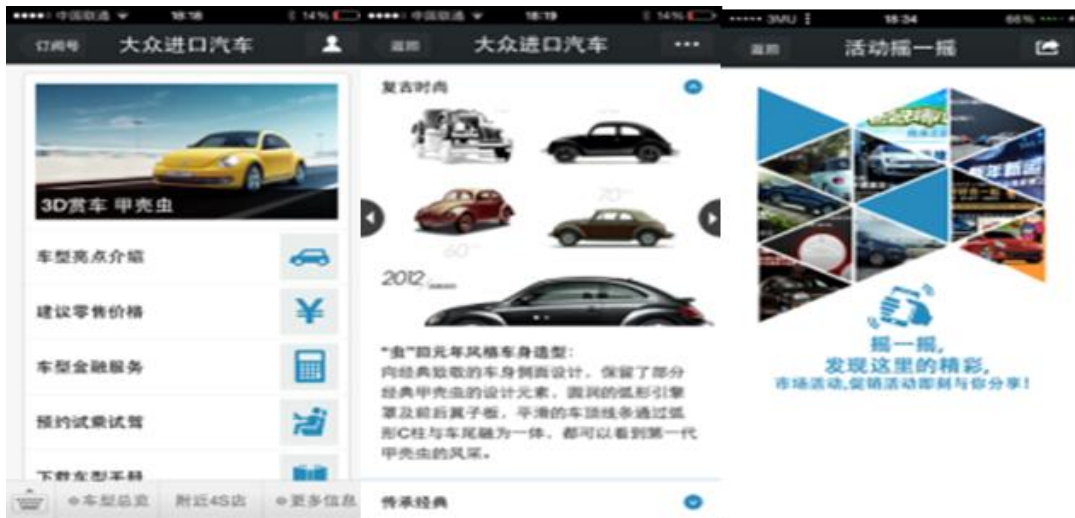 中国联通 18:18 14%
订阅号 大众进口汽车
3D赏车 甲壳虫
车型亮点介绍
建议零售价格
车型金融服务
预约试乘试驾
下载车型手册
车型总览 附近4S店 更多信息
中国联通 18:19 14%
返回 大众进口汽车
复古时尚
70
60
2012
“虫”回元年风格车身造型：
向经典致敬的车身侧面设计，保留了部分
经典甲壳虫的设计元素，圆润的弧形引擎
罩及前后翼子板，平滑的车顶线条通过弧
形C柱与车尾融为一体，都可以看到第一代
甲壳虫的风采。
传承经典
3MU 18:34 66%
返回 活动摇一摇
摇一摇，
发现这里的精彩，
市场活动，促销活动即刻与你分享！